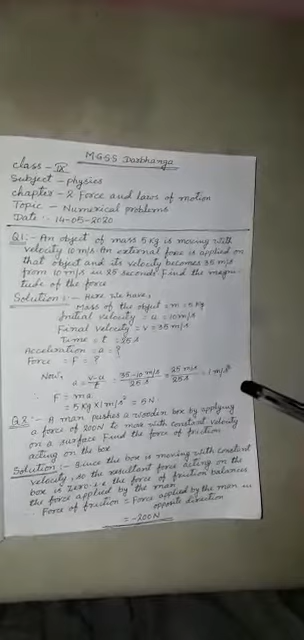 MGSS Darbhanga
class - IX
Subject - physics
chapter - 2 Force and laws of motion
Topic - Numerical problems
Date :- 14-05-2020
Q1:- An object of mass 5 kg is moving with
velocity 10 m/s. An external force is applied on
that object and its velocity becomes 35 m/s
from 10 m/s in 25 seconds. Find the magni-
tude of the force
Solution :- Here we have,
Mass of the object = m = 5 kg
Initial velocity = u = 10 m/s
Final velocity = v = 35 m/s
Time = t = 25 s
Acceleration = a = ?
Force = F = ?
Now, a = v-u/t = 35-10 m/s/25 s = 25 m/s/25 s = 1 m/s²
∴ F = ma
= 5 kg x 1 m/s² = 5N
Q2:- A man pushes a wooden box by applying
a force of 200N to mov with constant velocity
on a surface Find the force of friction
acting on the box
Solution:- Since the box is moving with constant
velocity, so the resultant force acting on the
box is zero i.e. the force of friction balances
the force applied by the man
Force of friction = Force applied by the man in
opposite direction
= -200N